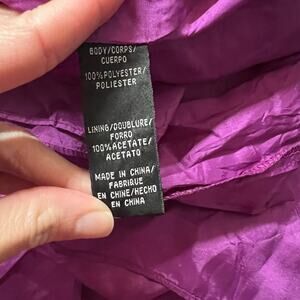 BODY/CORPS/
CUERPO
100%POLYESTER/
POLIESTER
LINING/DOUBLURE/
FORRO
100%ACETATE/
ACETATO
MADE IN CHINA/
FABRIQUE
EN CHINE/HECHO
EN CHINA